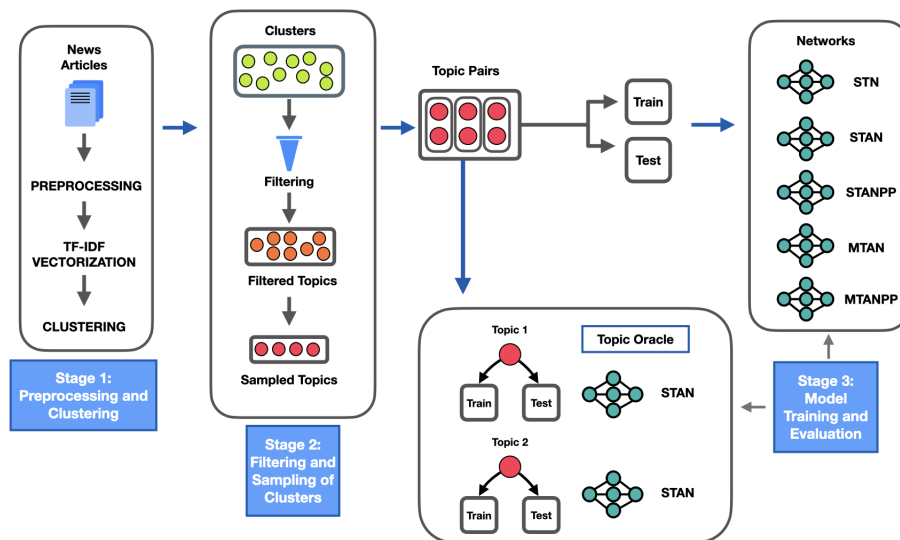 News
Articles
PREPROCESSING
TF-IDF
VECTORIZATION
CLUSTERING
Stage 1:
Preprocessing and
Clustering
Clusters
Filtering
Filtered Topics
Sampled Topics
Stage 2:
Filtering and
Sampling of
Clusters
Topic Pairs
Train
Test
Topic Oracle
Topic 1
Train
Test
STAN
Topic 2
Train
Test
STAN
Networks
STN
STAN
STANPP
MTAN
MTANPP
Stage 3:
Model
Training and
Evaluation